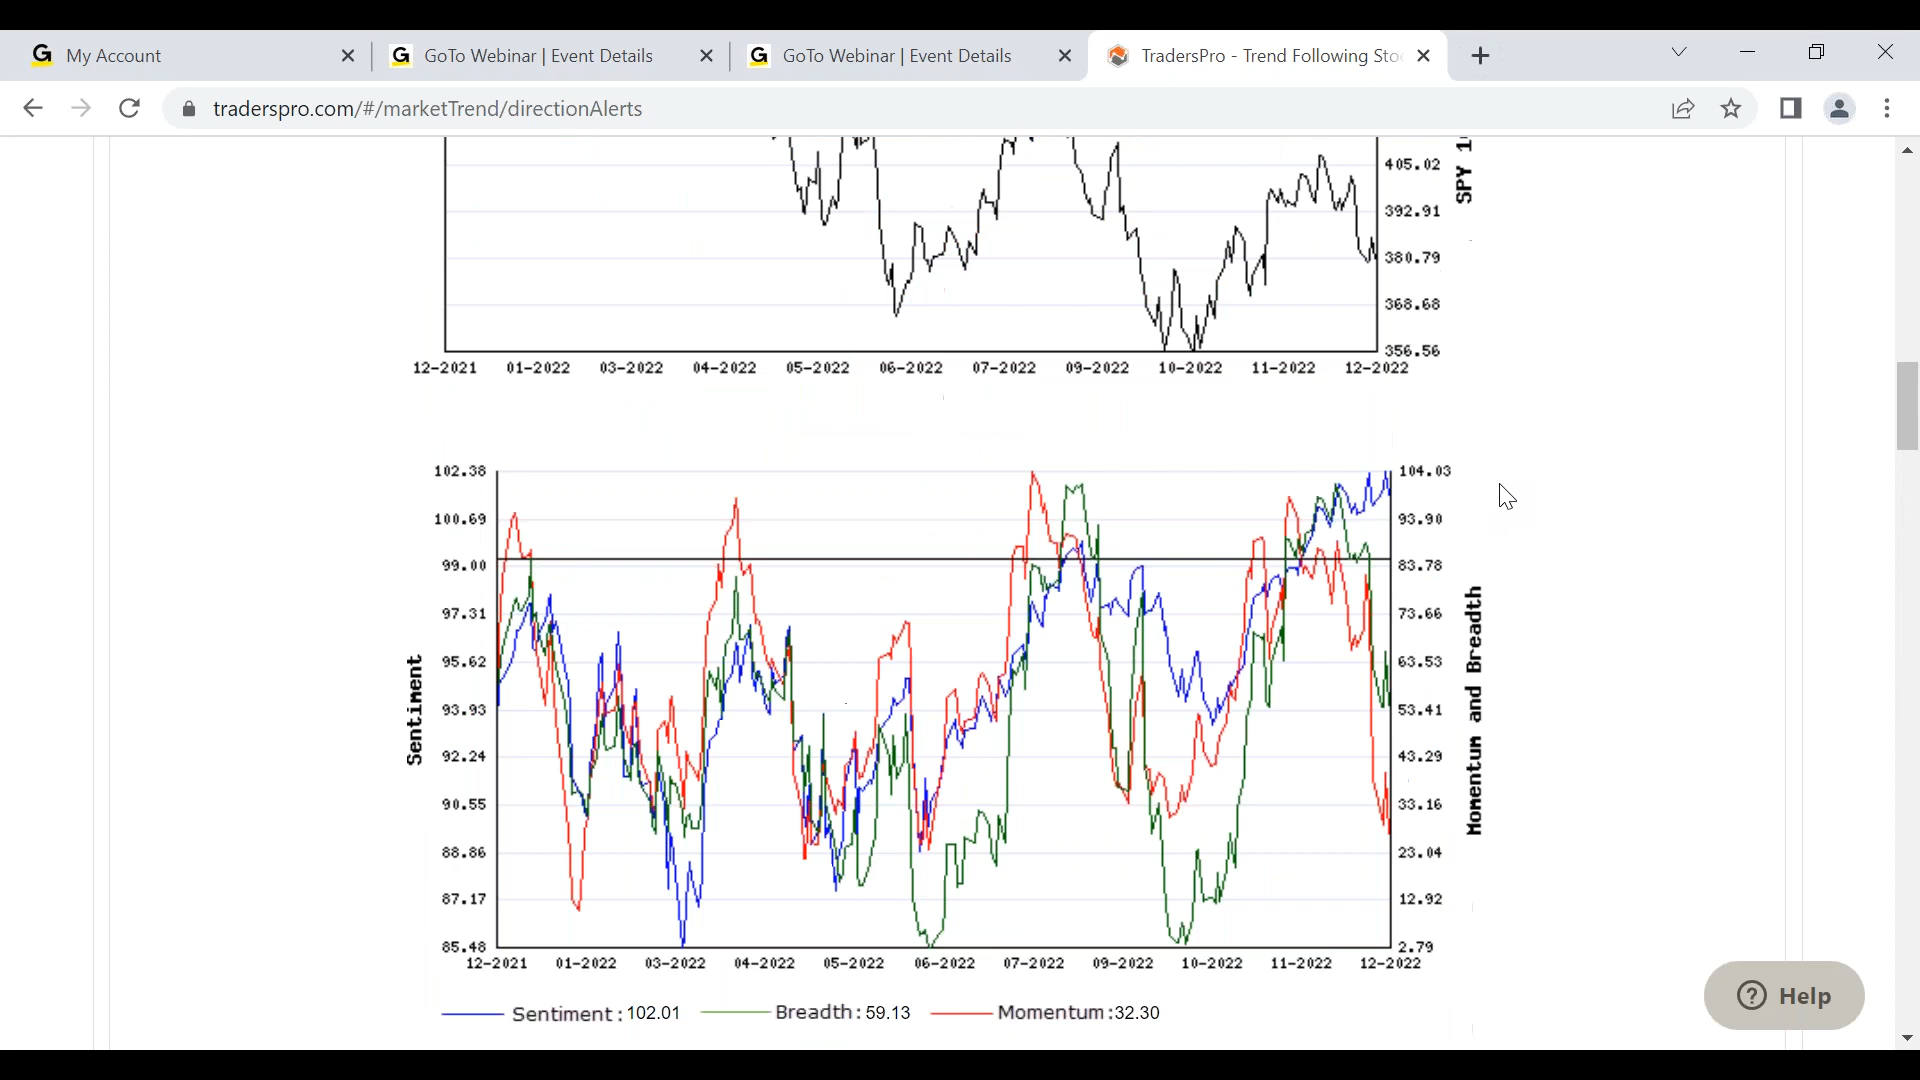 My Account
GoTo Webinar | Event Details
GoTo Webinar | Event Details
TradersPro - Trend Following Sto
traderspro.com/#/marketTrend/directionAlerts
405.02
392.91
380.79
368.68
356.56
SPY
12-2021 01-2022 03-2022 04-2022 05-2022 06-2022 07-2022 09-2022 10-2022 11-2022 12-2022
102.38
100.69
99.00
97.31
95.62
93.93
92.24
90.55
88.86
87.17
85.48
Sentiment
104.03
93.90
83.78
73.66
63.53
53.41
43.29
33.16
23.04
12.92
2.79
Momentum and Breadth
12-2021 01-2022 03-2022 04-2022 05-2022 06-2022 07-2022 09-2022 10-2022 11-2022 12-2022
Sentiment : 102.01 Breadth : 59.13 Momentum :32.30
Help